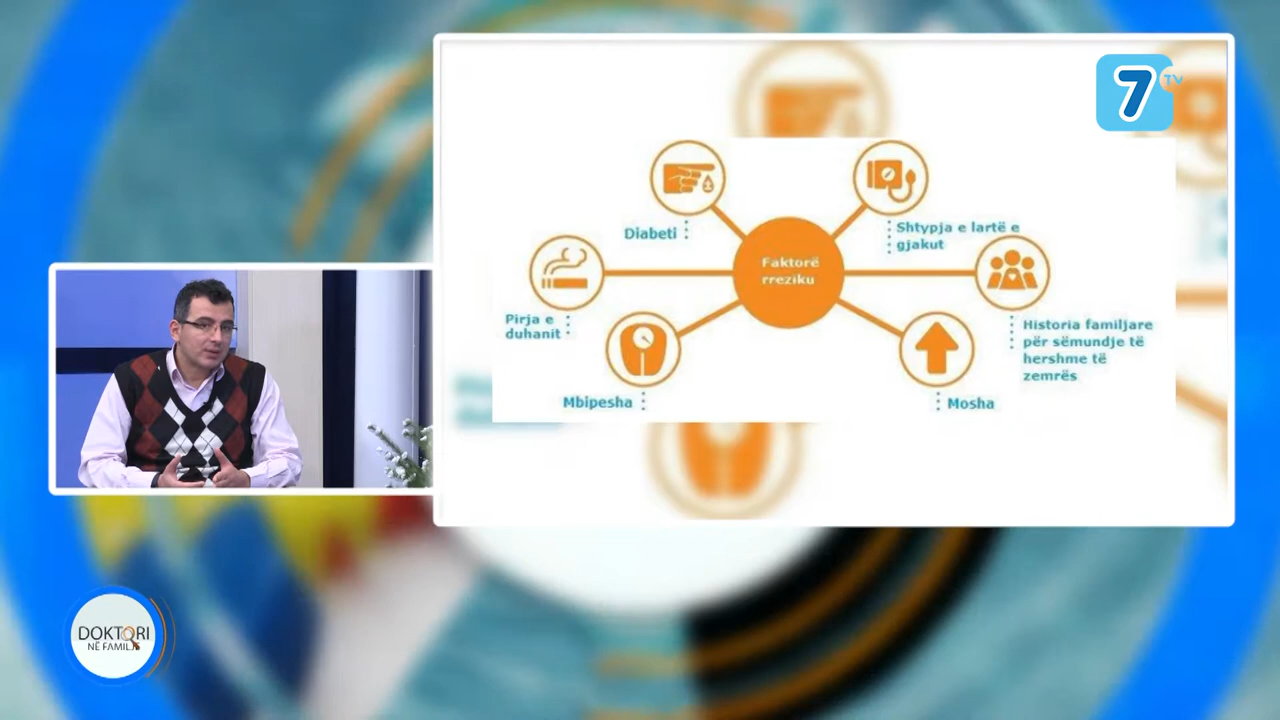 7 TV
Diabeti
Shtypja e lartë e
gjakut
Faktorë
rreziku
Pirja e
duhanit
Historia familjare
për sëmundje të
hershme të
zemrës
Mbipesha
Mosha
DOKTORI
NË FAMILJE